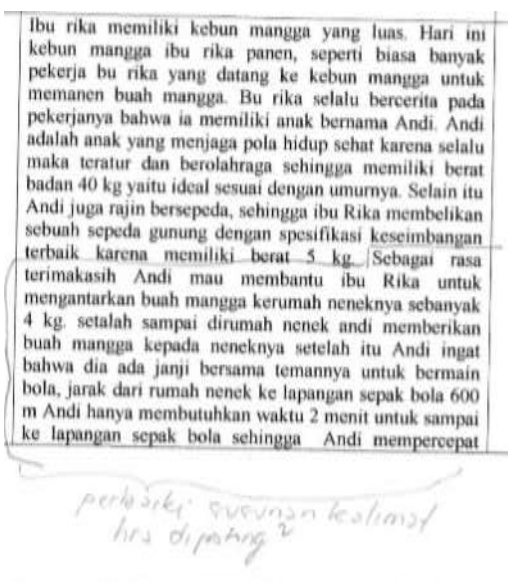 Ibu rika memiliki kebun mangga yang luas. Hari ini
kebun mangga ibu rika panen, seperti biasa banyak
pekerja bu rika yang datang ke kebun mangga untuk
memanen buah mangga. Bu rika selalu bercerita pada
pekerjanya bahwa ia memiliki anak bernama Andi. Andi
adalah anak yang menjaga pola hidup sehat karena selalu
maka teratur dan berolahraga sehingga memiliki berat
badan 40 kg yaitu ideal sesuai dengan umurnya. Selain itu
Andi juga rajin bersepeda, sehingga ibu Rika membelikan
sebuah sepeda gunung dengan spesifikasi keseimbangan
terbaik karena memiliki berat 5 kg. Sebagai rasa
terimakasih Andi mau membantu ibu Rika untuk
mengantarkan buah mangga kerumah neneknya sebanyak
4 kg. setalah sampai dirumah nenek andi memberikan
buah mangga kepada neneknya setelah itu Andi ingat
bahwa dia ada janji bersama temannya untuk bermain
bola, jarak dari rumah nenek ke lapangan sepak bola 600
m Andi hanya membutuhkan waktu 2 menit untuk sampai
ke lapangan sepak bola sehingga Andi mempercepat
perbaiki susunan kalimat
hrs dipotong 2